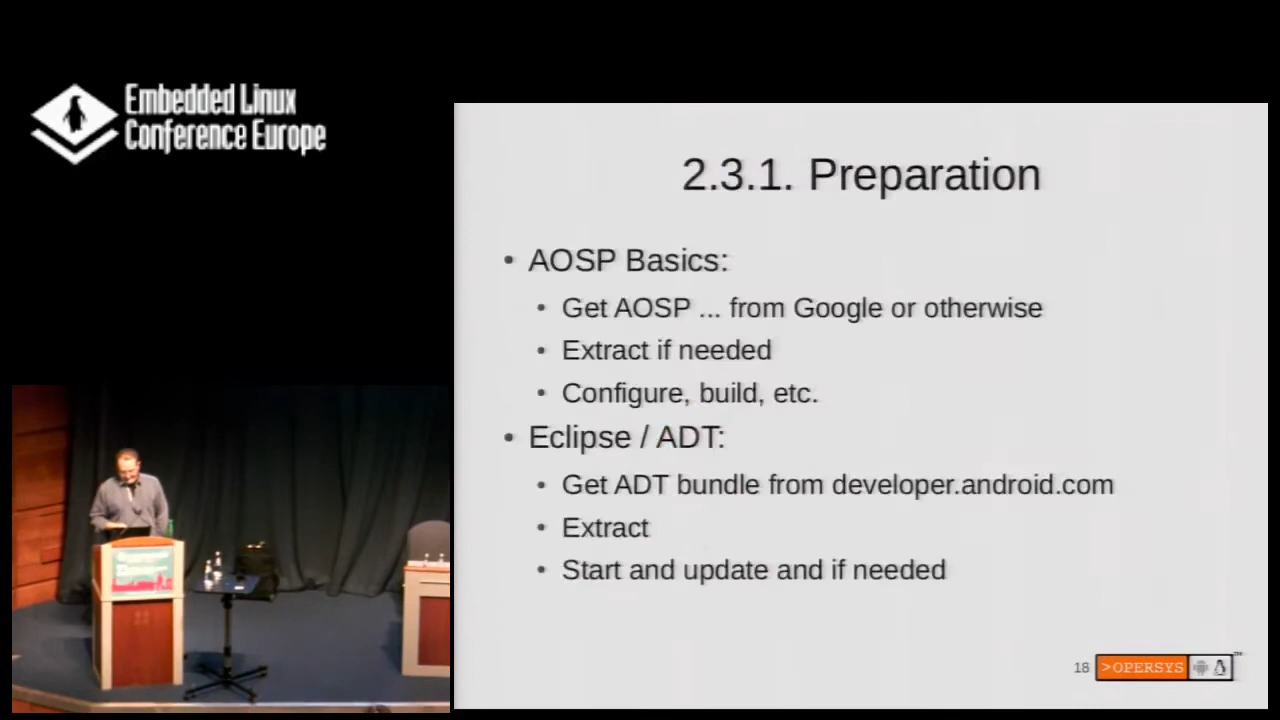 Embedded Linux
Conference Europe
2.3.1. Preparation
• AOSP Basics:
• Get AOSP ... from Google or otherwise
• Extract if needed
• Configure, build, etc.
• Eclipse / ADT:
• Get ADT bundle from developer.android.com
• Extract
• Start and update and if needed
18 >OPERSYS ™